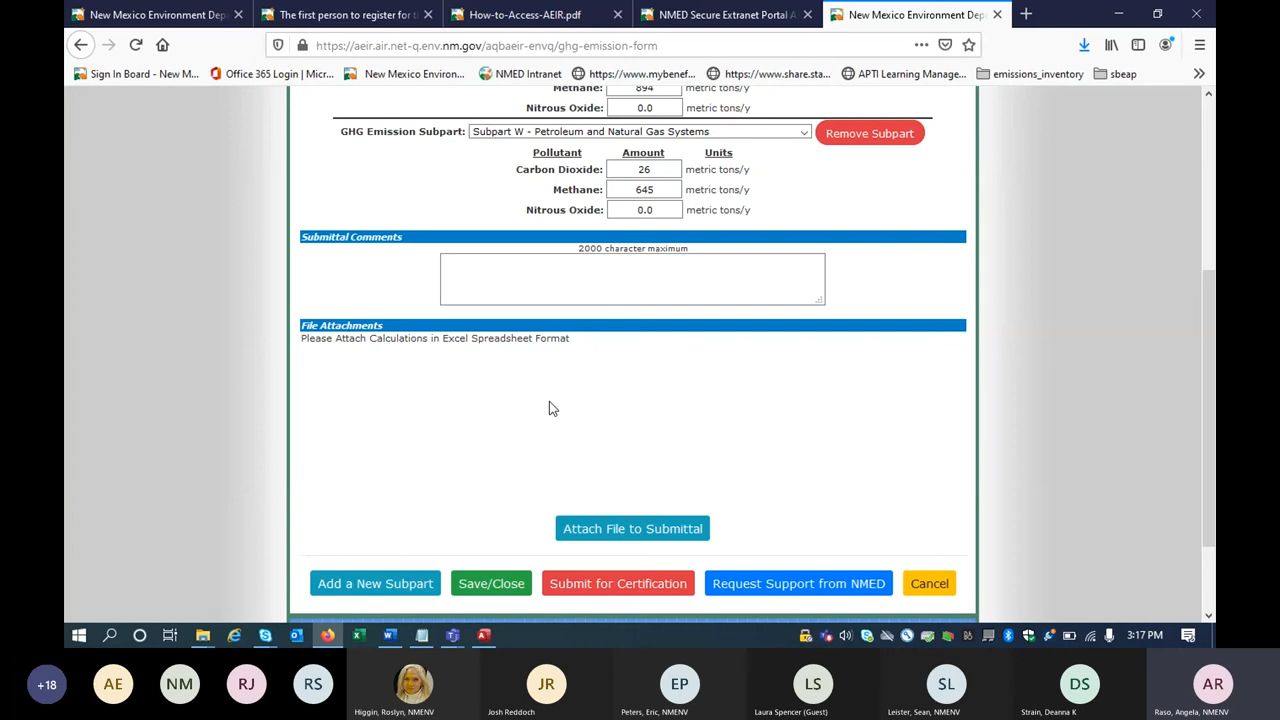 New Mexico Environment Dep
The first person to register for t
How-to-Access-AEIR.pdf
NMED Secure Extranet Portal A
New Mexico Environment Dep
https://aeir.air.net-q.env.nm.gov/aqbaeir-envq/ghg-emission-form
Sign In Board - New M...
Office 365 Login | Micr...
New Mexico Environ...
NMED Intranet
https://www.mybenef...
https://www.share.sta...
APTI Learning Manage...
emissions_inventory
sbeap
Methane: 894 metric tons/y
Nitrous Oxide: 0.0 metric tons/y
GHG Emission Subpart: Subpart W - Petroleum and Natural Gas Systems Remove Subpart
Pollutant Amount Units
Carbon Dioxide: 26 metric tons/y
Methane: 645 metric tons/y
Nitrous Oxide: 0.0 metric tons/y
Submittal Comments
2000 character maximum
File Attachments
Please Attach Calculations in Excel Spreadsheet Format
Attach File to Submittal
Add a New Subpart Save/Close Submit for Certification Request Support from NMED Cancel
3:17 PM
+18 AE NM RJ RS JR EP LS SL DS AR
Higgin, Roslyn, NMENV
Josh Reddoch
Peters, Eric, NMENV
Laura Spencer (Guest)
Leister, Sean, NMENV
Strain, Deanna K
Raso, Angela, NMENV